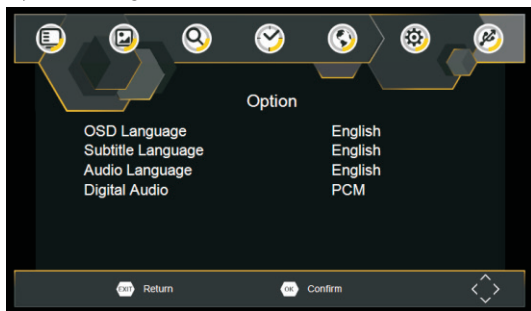 Option
OSD Language English
Subtitle Language English
Audio Language English
Digital Audio PCM
EXIT Return OK Confirm